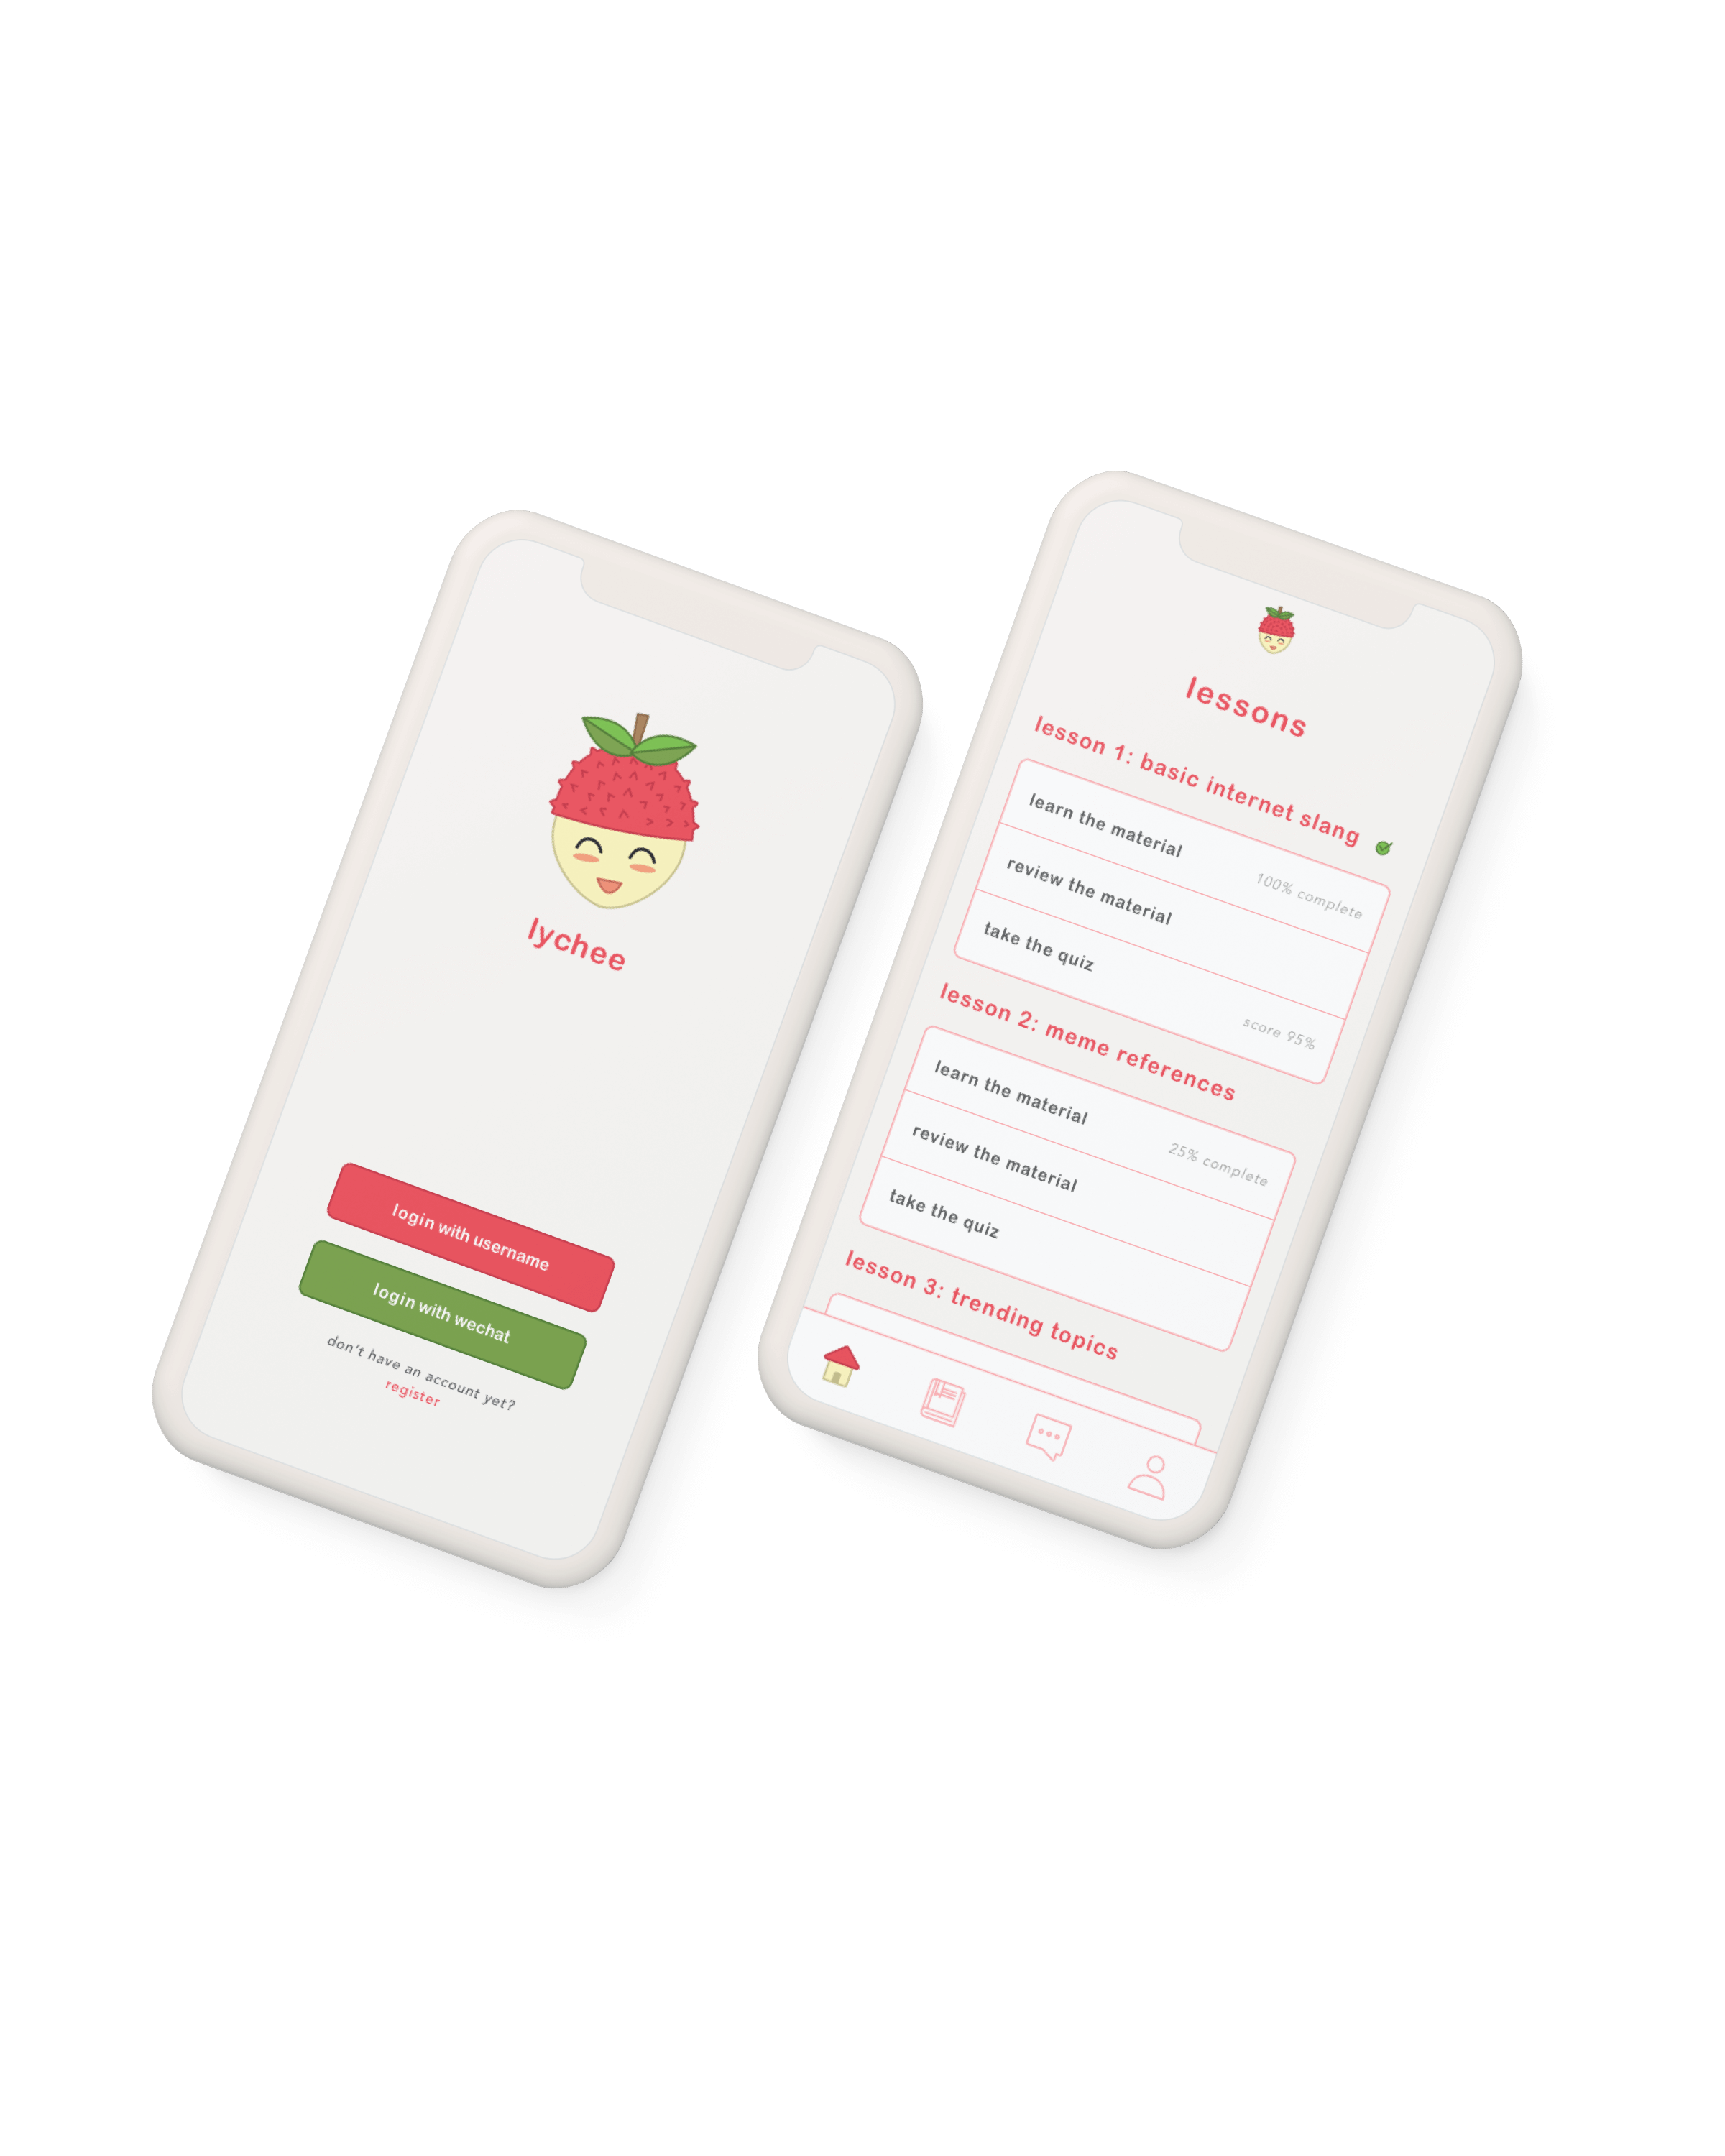 lychee
login with username
login with wechat
don't have an account yet?
register
lessons
lesson 1: basic internet slang
learn the material
100% complete
review the material
take the quiz
score 95%
lesson 2: meme references
learn the material
25% complete
review the material
take the quiz
lesson 3: trending topics